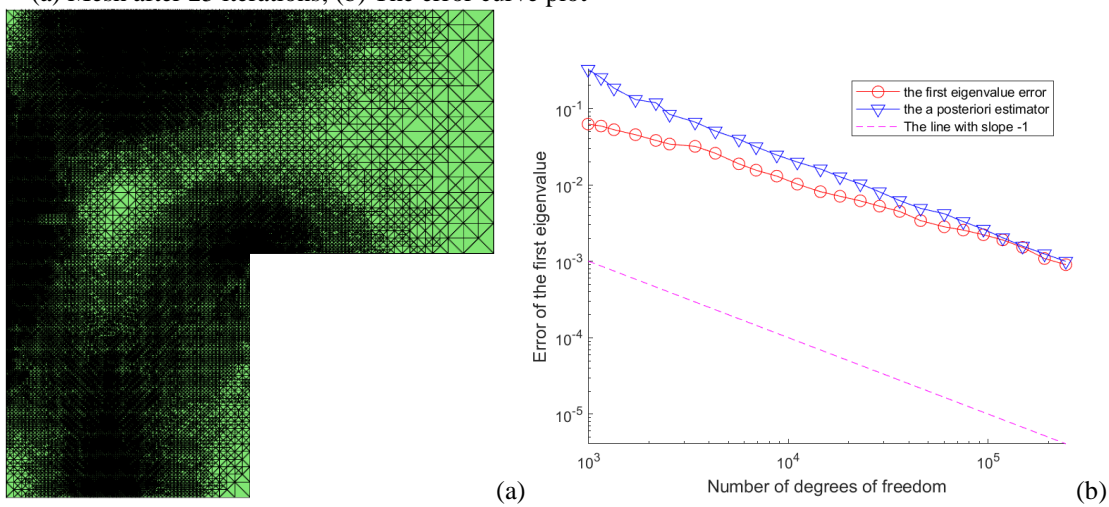 (a) Mesh after 25 iterations, (b) The error curve plot
10^-1
10^-2
10^-3
10^-4
10^-5
Error of the first eigenvalue
the first eigenvalue error
the a posteriori estimator
The line with slope -1
10^3
10^4
10^5
Number of degrees of freedom
(a)
(b)